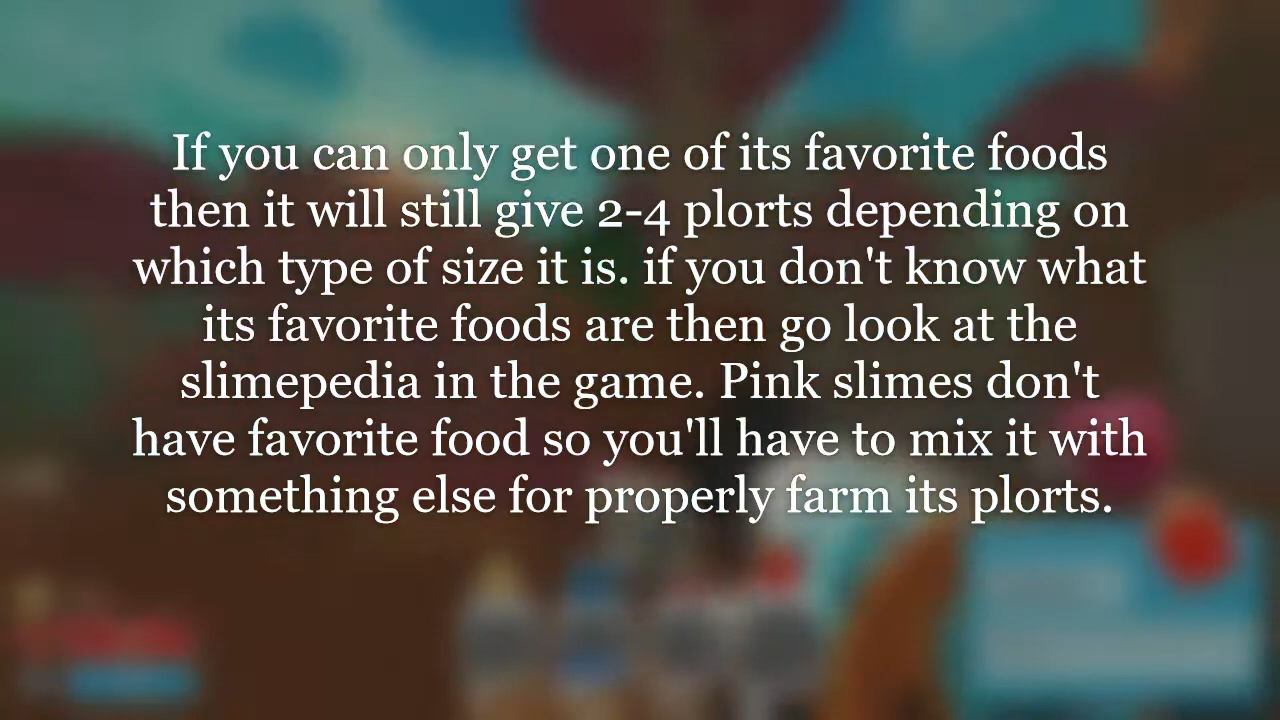 If you can only get one of its favorite foods
then it will still give 2-4 plorts depending on
which type of size it is. if you don't know what
its favorite foods are then go look at the
slimepedia in the game. Pink slimes don't
have favorite food so you'll have to mix it with
something else for properly farm its plorts.